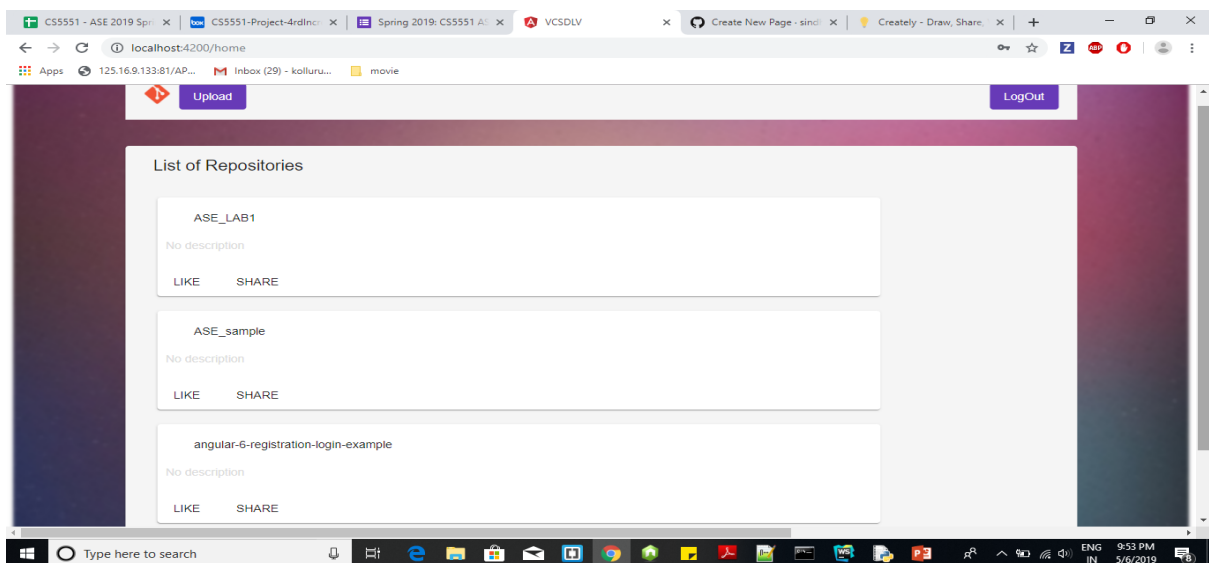 CS5551 - ASE 2019 Spri
CS5551-Project-4rdIncr
Spring 2019: CS5551 AS
VCSDLV
Create New Page · sindh
Creately - Draw, Share,
localhost:4200/home
Apps
125.16.9.133:81/AP...
Inbox (29) - kolluru...
movie
Upload
LogOut
List of Repositories
ASE_LAB1
No description
LIKE SHARE
ASE_sample
No description
LIKE SHARE
angular-6-registration-login-example
No description
LIKE SHARE
Type here to search
ENG
IN
9:53 PM
5/6/2019